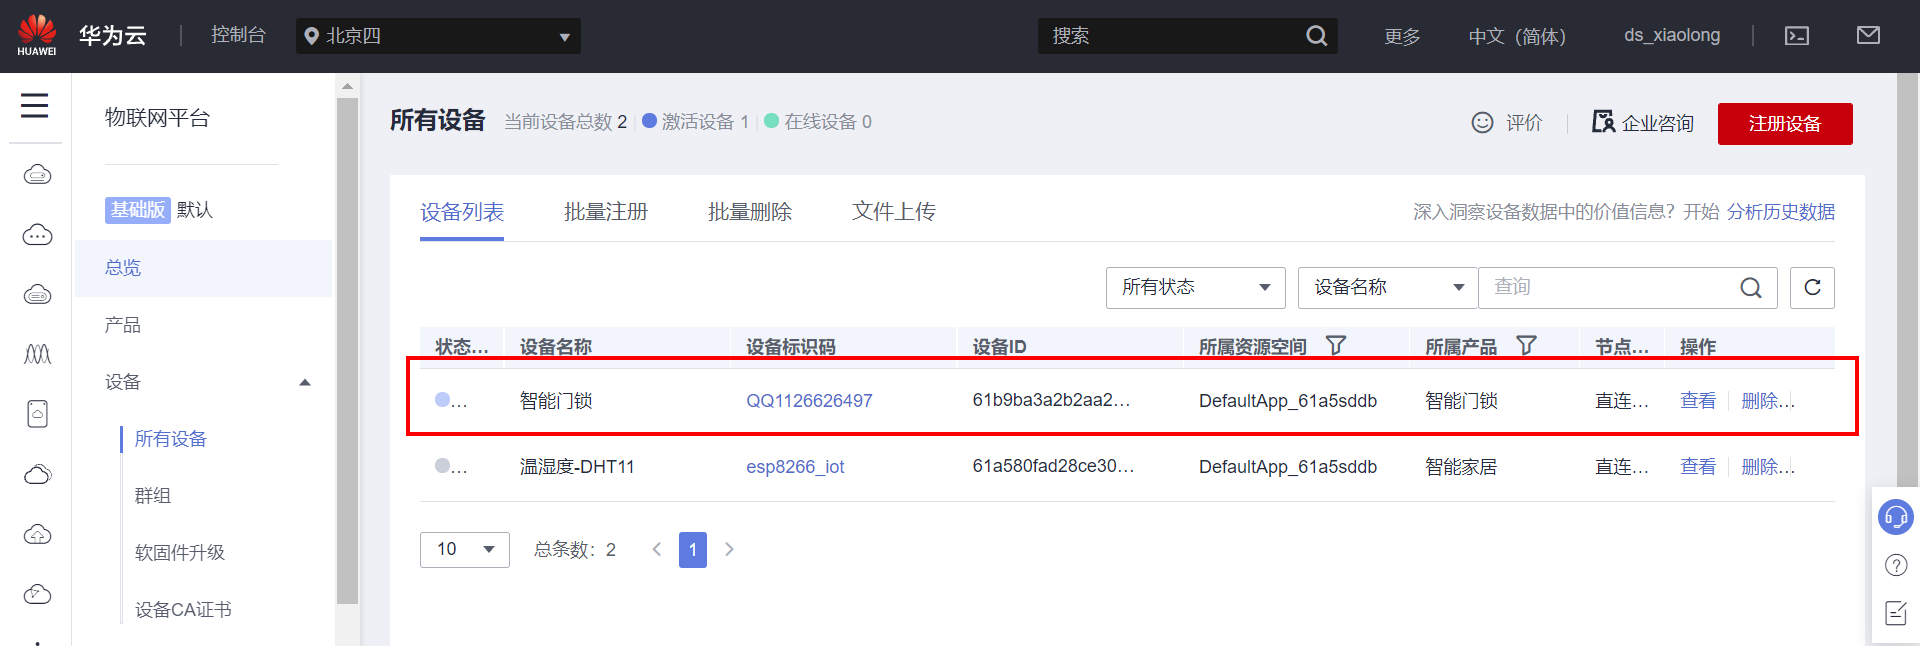 HUAWEI
华为云
控制台
北京四
搜索
更多
中文（简体）
ds_xiaolong
物联网平台
基础版 默认
总览
产品
设备
所有设备
群组
软固件升级
设备CA证书
所有设备 当前设备总数 2 激活设备 1 在线设备 0
评价
企业咨询
注册设备
设备列表 批量注册 批量删除 文件上传
深入洞察设备数据中的价值信息？开始 分析历史数据
所有状态 设备名称 查询
状态... 设备名称 设备标识码 设备ID 所属资源空间 所属产品 节点... 操作
... 智能门锁 QQ1126626497 61b9ba3a2b2aa2... DefaultApp_61a5sddb 智能门锁 直连... 查看 删除...
... 温湿度-DHT11 esp8266_iot 61a580fad28ce30... DefaultApp_61a5sddb 智能家居 直连... 查看 删除...
10 总条数：2 1